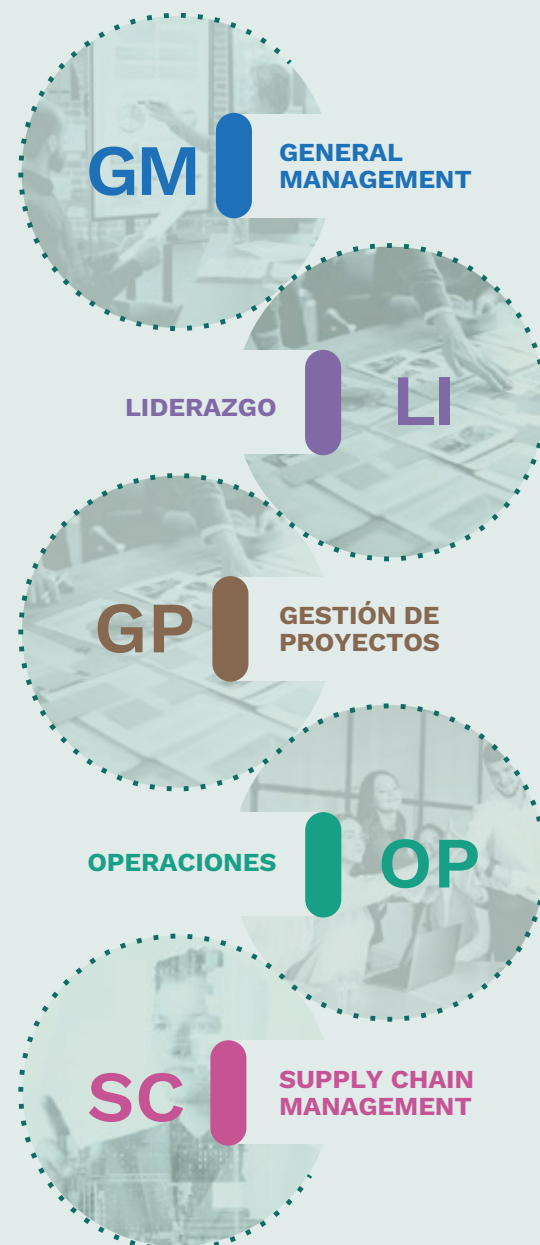 GM
GENERAL
MANAGEMENT
LIDERAZGO
LI
GP
GESTIÓN DE
PROYECTOS
OPERACIONES
OP
SC
SUPPLY CHAIN
MANAGEMENT